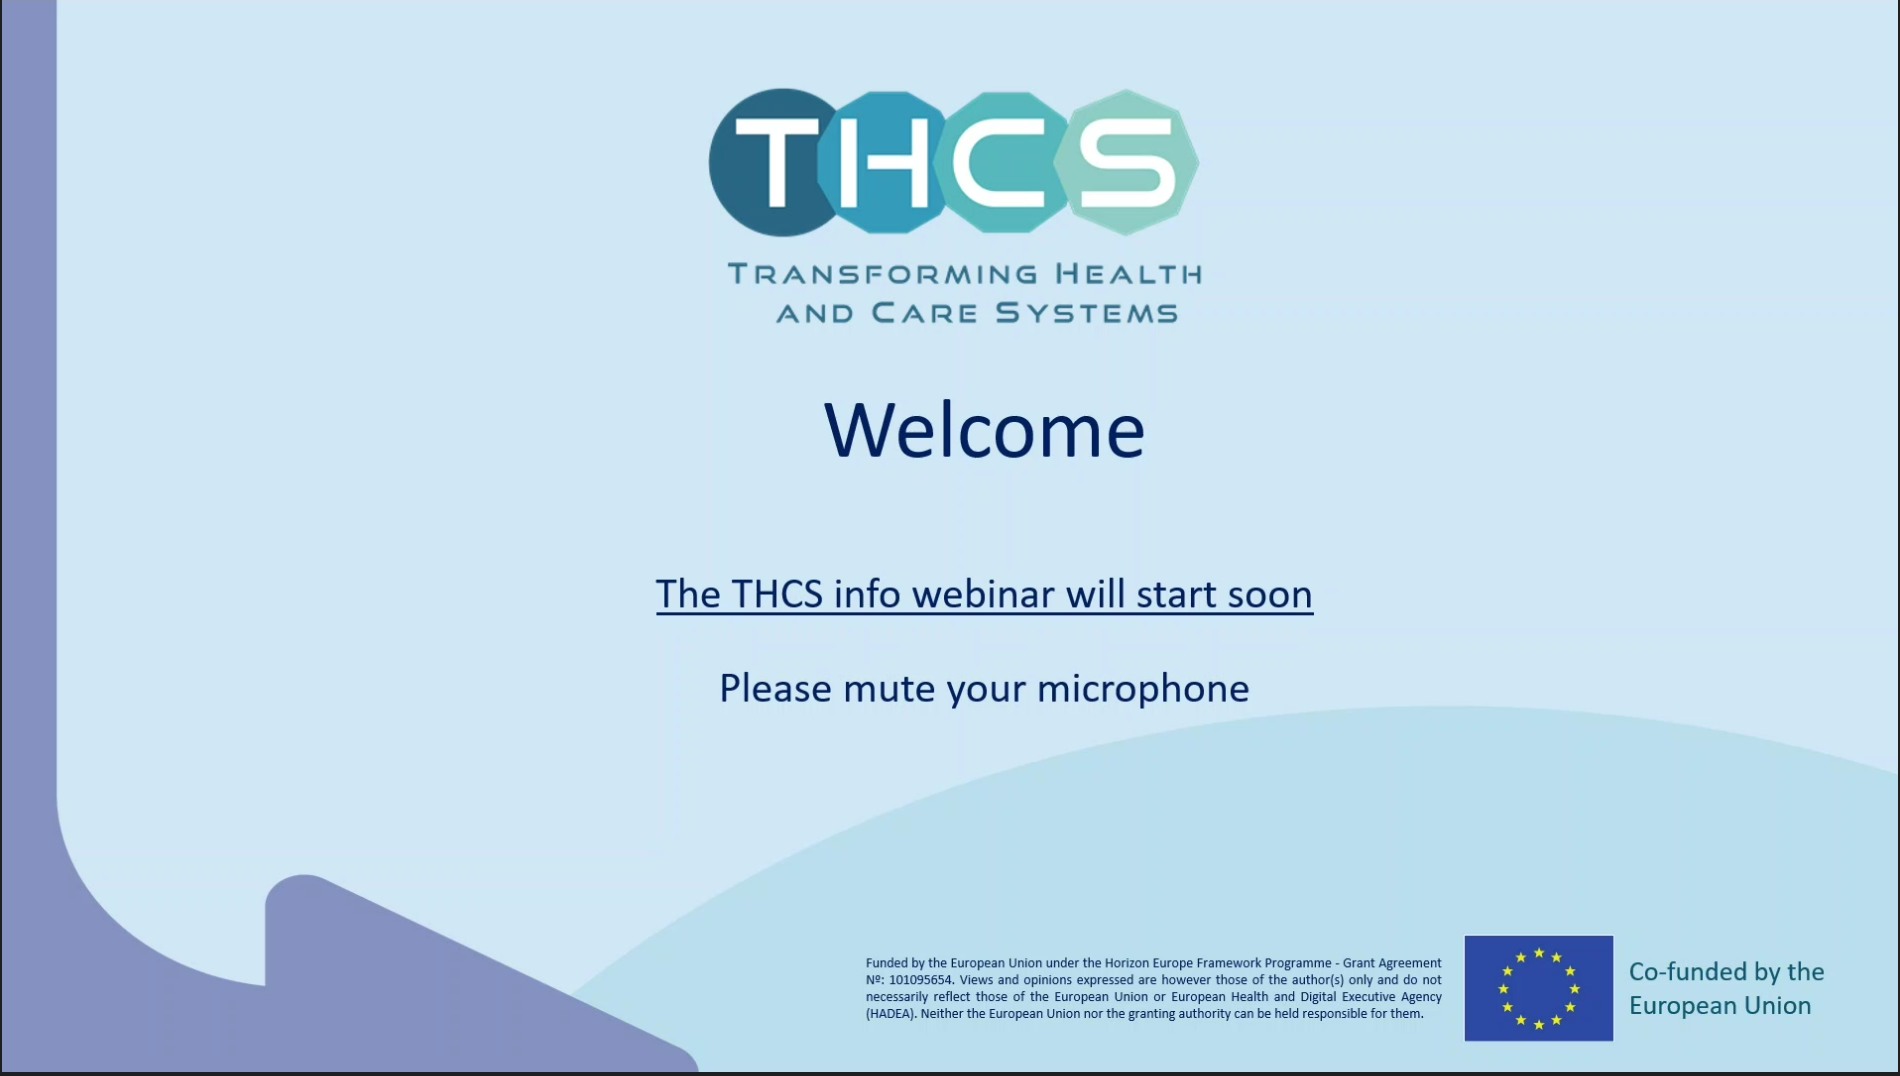 THCS
Transforming Health
and Care Systems
Welcome
The THCS info webinar will start soon
Please mute your microphone
Funded by the European Union under the Horizon Europe Framework Programme - Grant Agreement
Nº: 101095654. Views and opinions expressed are however those of the author(s) only and do not
necessarily reflect those of the European Union or European Health and Digital Executive Agency
(HADEA). Neither the European Union nor the granting authority can be held responsible for them.
Co-funded by the
European Union